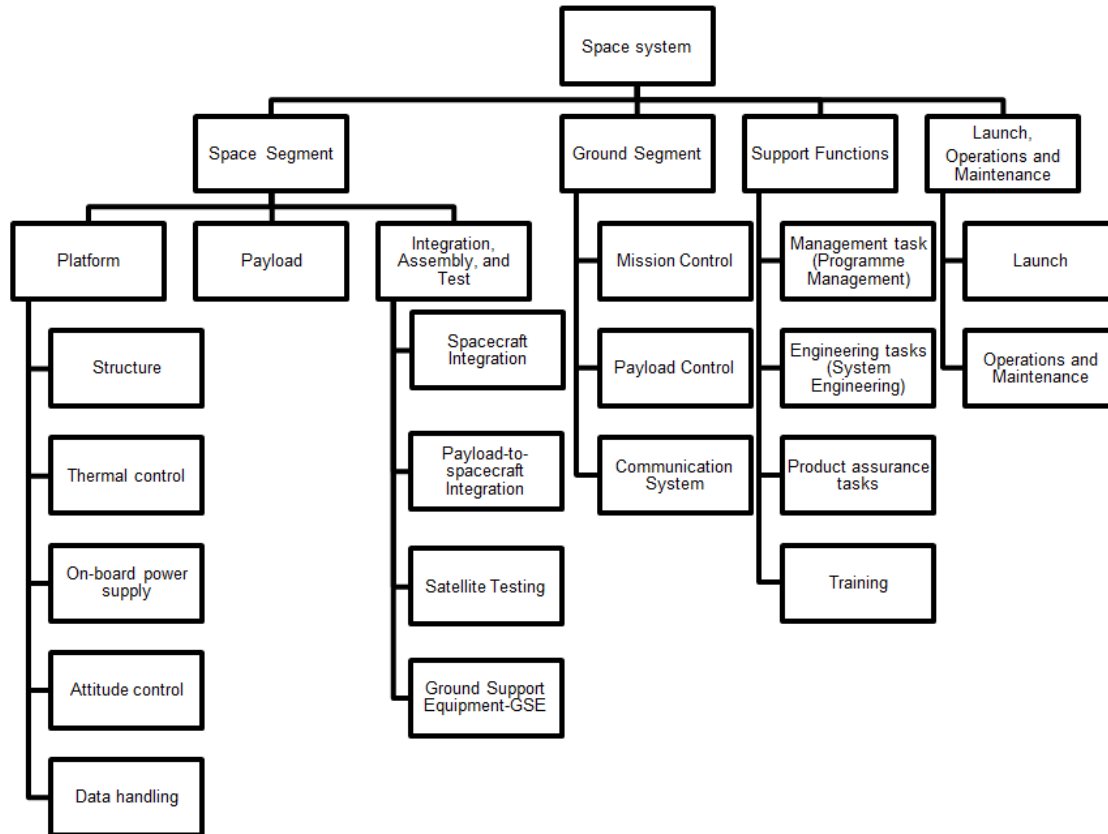 Space system
Space Segment
Ground Segment
Support Functions
Launch,
Operations and
Maintenance
Platform
Payload
Integration,
Assembly, and
Test
Mission Control
Management task
(Programme
Management)
Launch
Structure
Spacecraft
Integration
Payload Control
Engineering tasks
(System
Engineering)
Operations and
Maintenance
Thermal control
Payload-to-
spacecraft
Integration
Communication
System
Product assurance
tasks
On-board power
supply
Satellite Testing
Training
Attitude control
Ground Support
Equipment-GSE
Data handling